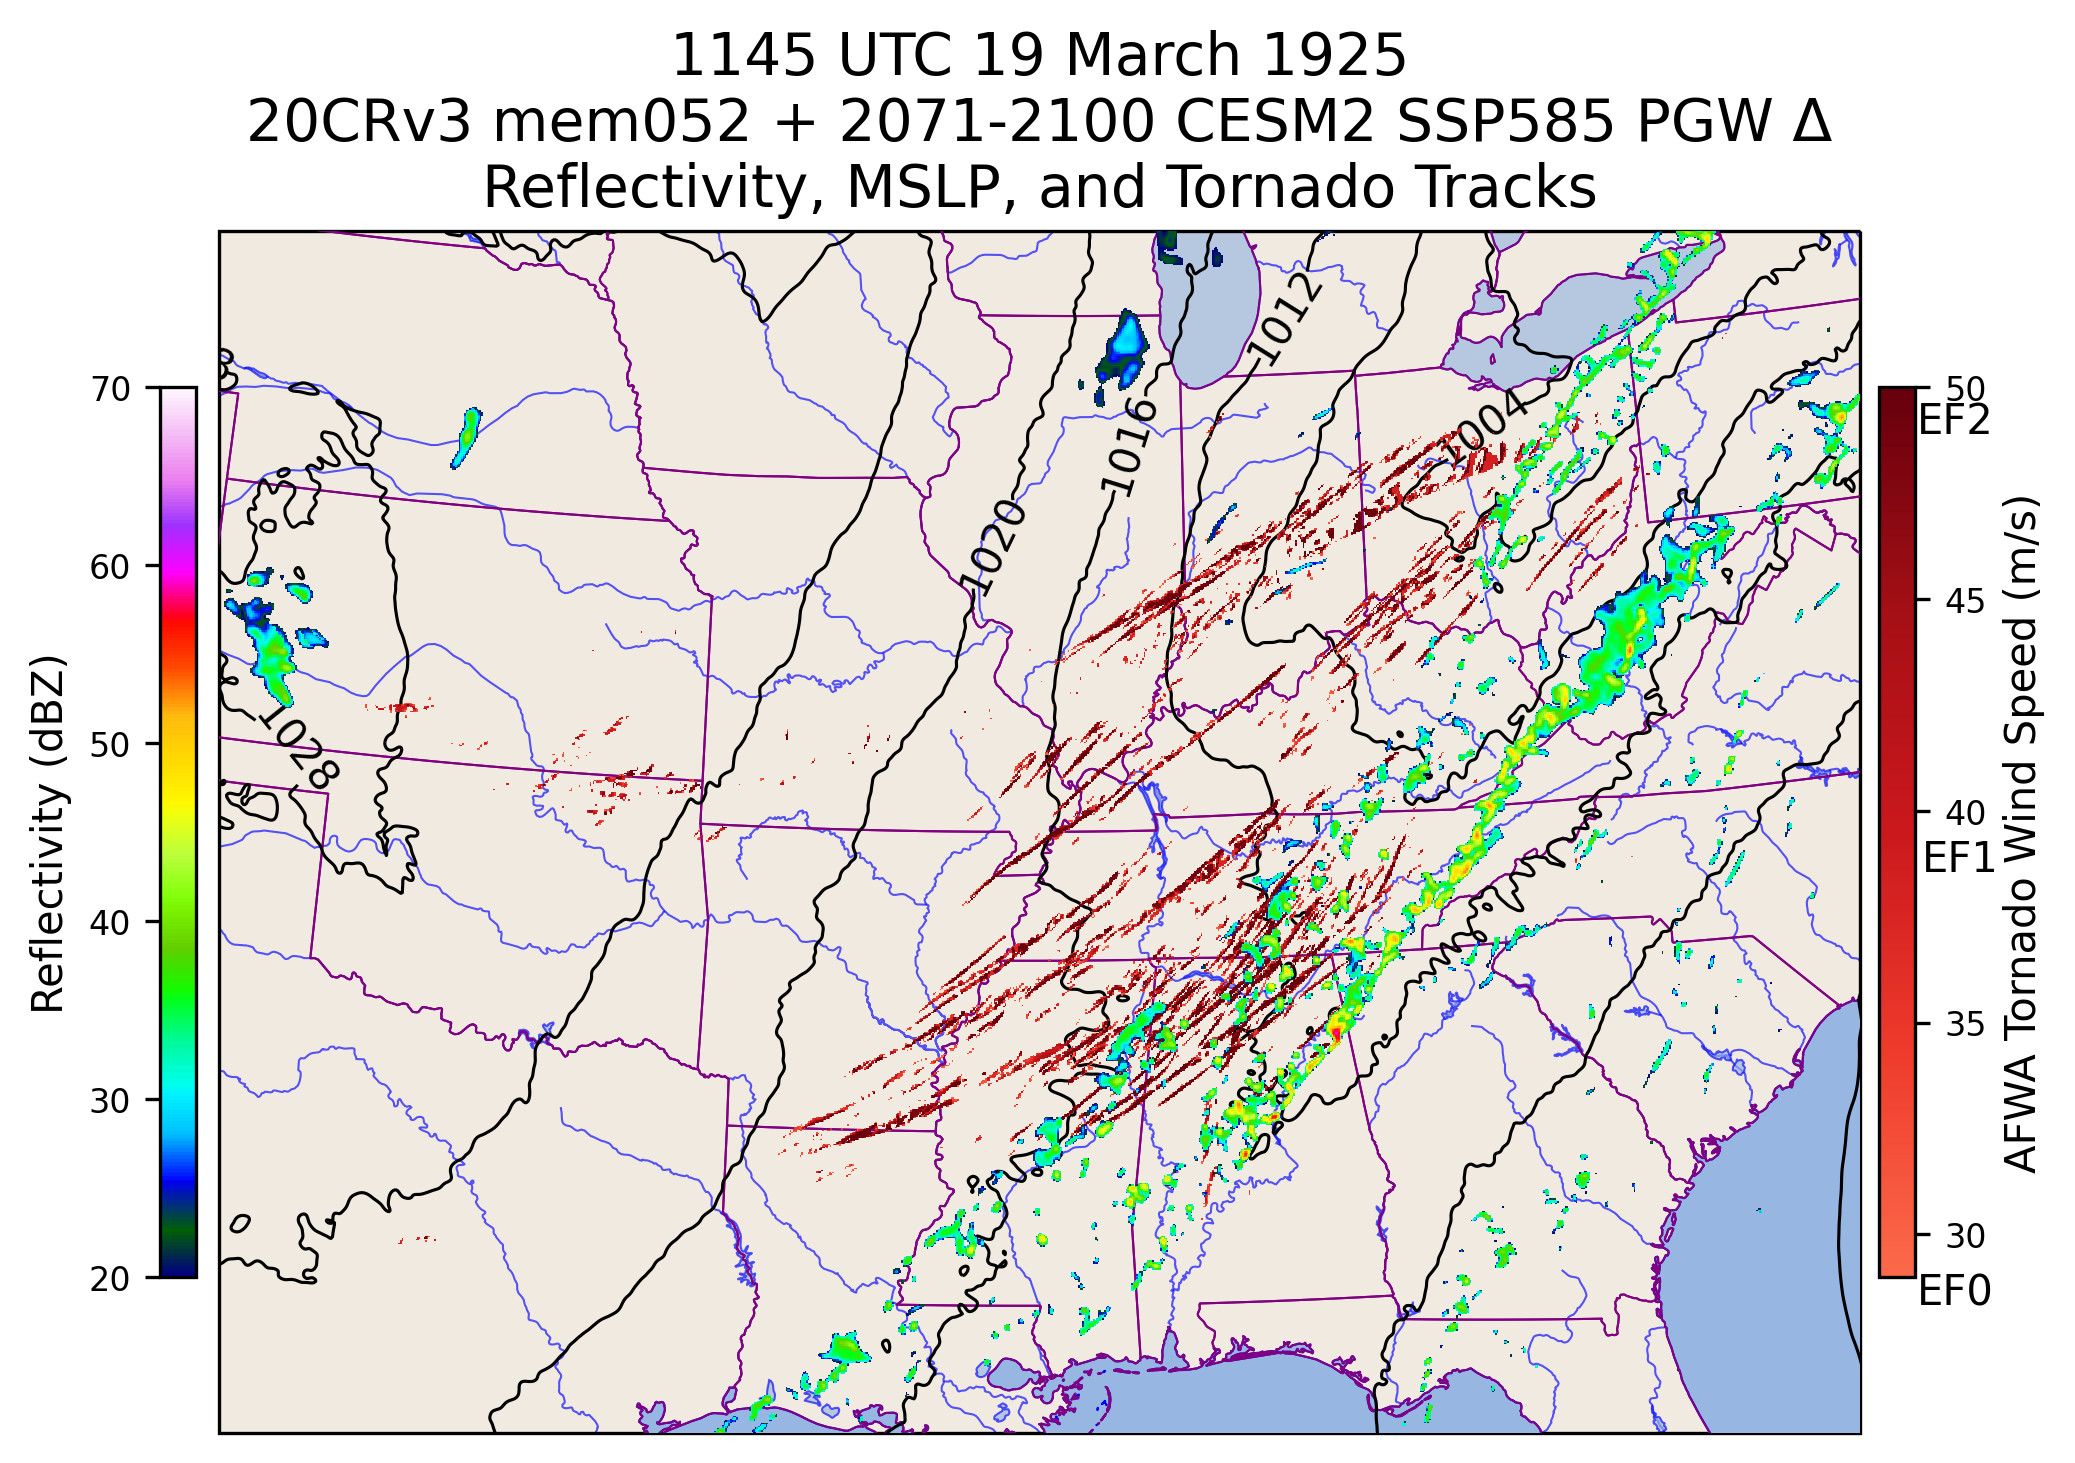 1145 UTC 19 March 1925
20CRv3 mem052 + 2071-2100 CESM2 SSP585 PGW Δ
Reflectivity, MSLP, and Tornado Tracks
70
60
50
40
30
20
Reflectivity (dBZ)
1012
1016
1004
1020
1028
50
EF2
45
40
EF1
35
30
EF0
AFWA Tornado Wind Speed (m/s)